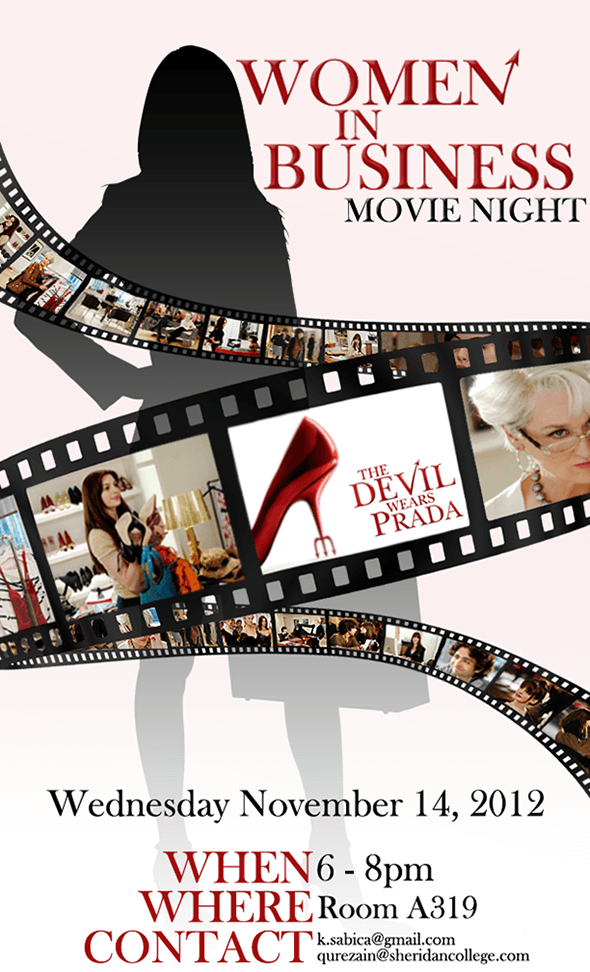 WOMEN
IN
BUSINESS
MOVIE NIGHT
THE
DEVIL
WEARS
PRADA
Wednesday November 14, 2012
WHEN 6 - 8pm
WHERE Room A319
CONTACT k.sabica@gmail.com
qurezain@sheridancollege.com